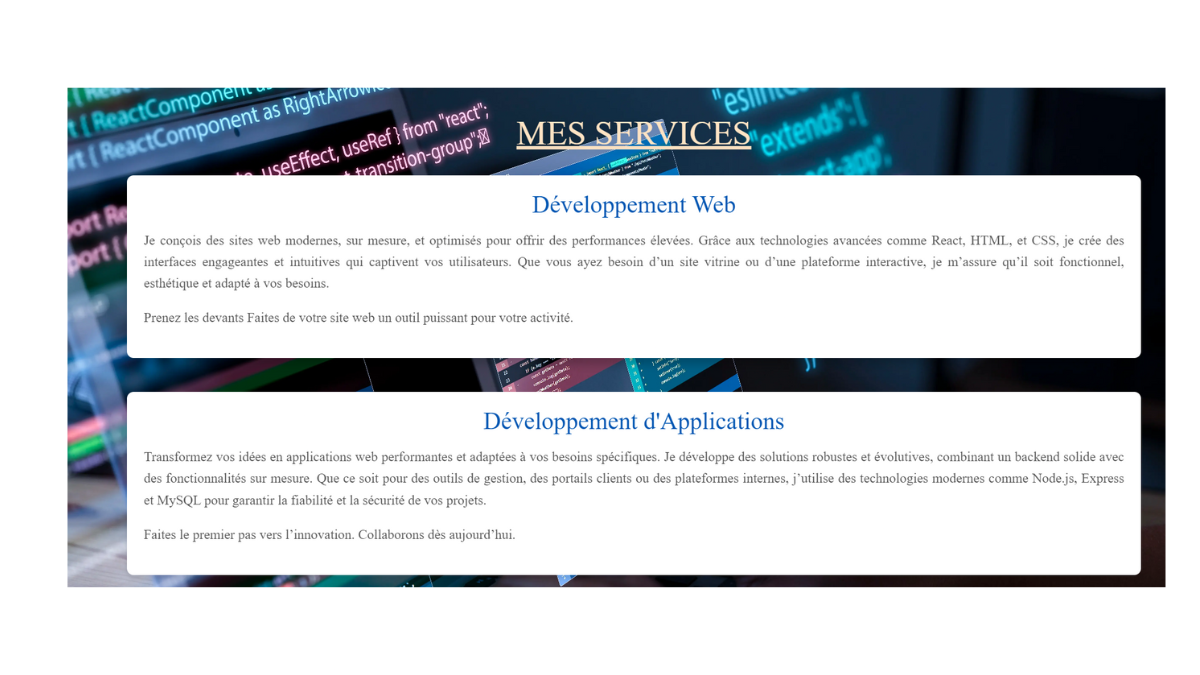 t [ ReactComponent as
rt [ ReactComponent as RightArrowIc
useEffect, useRef } from "react";
transition-group";
"extends": [
MES SERVICES
Développement Web
Je conçois des sites web modernes, sur mesure, et optimisés pour offrir des performances élevées. Grâce aux technologies avancées comme React, HTML, et CSS, je crée des
interfaces engageantes et intuitives qui captivent vos utilisateurs. Que vous ayez besoin d’un site vitrine ou d’une plateforme interactive, je m’assure qu’il soit fonctionnel,
esthétique et adapté à vos besoins.
Prenez les devants Faites de votre site web un outil puissant pour votre activité.
Développement d'Applications
Transformez vos idées en applications web performantes et adaptées à vos besoins spécifiques. Je développe des solutions robustes et évolutives, combinant un backend solide avec
des fonctionnalités sur mesure. Que ce soit pour des outils de gestion, des portails clients ou des plateformes internes, j’utilise des technologies modernes comme Node.js, Express
et MySQL pour garantir la fiabilité et la sécurité de vos projets.
Faites le premier pas vers l’innovation. Collaborons dès aujourd’hui.